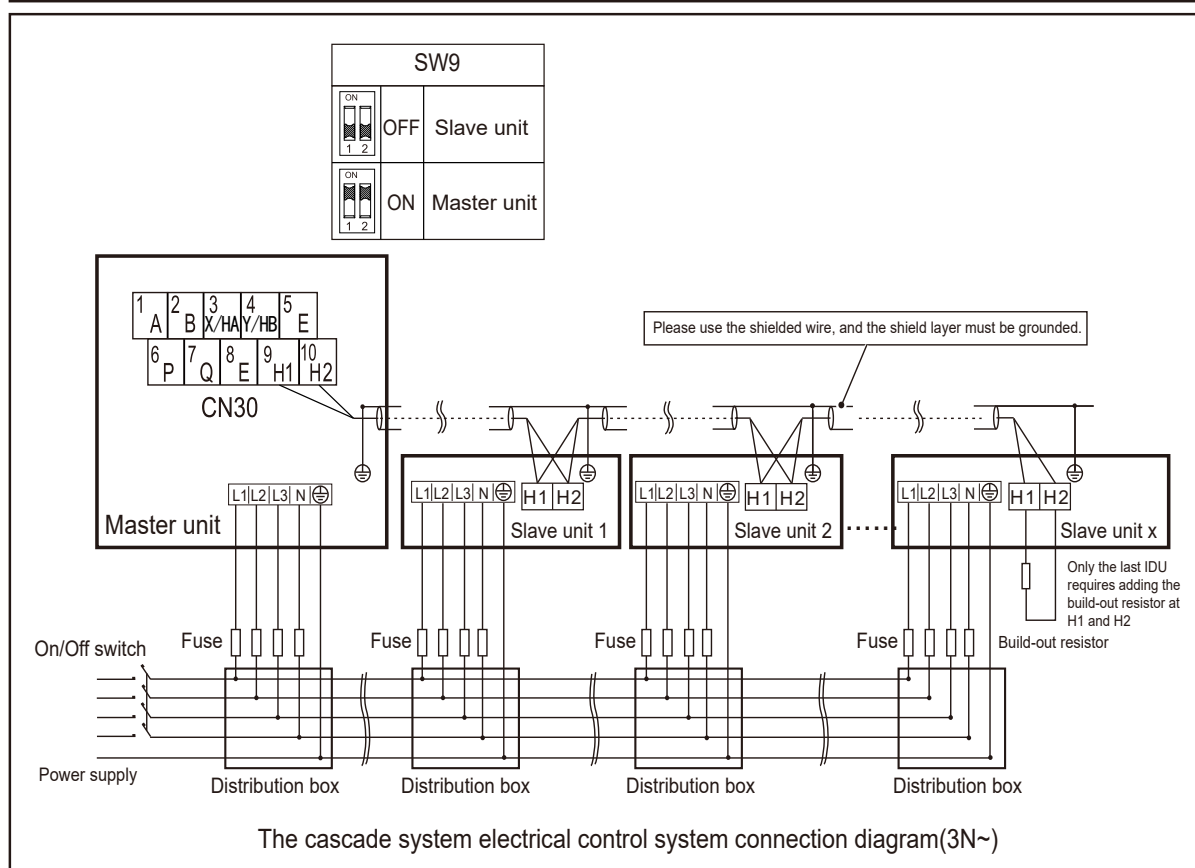 SW9
ON
1 2
OFF
Slave unit
ON
1 2
ON
Master unit
1 A
2 B
3 X/HA
4 Y/HB
5 E
6 P
7 Q
8 E
9 H1
10 H2
CN30
Please use the shielded wire, and the shield layer must be grounded.
L1 L2 L3 N
Master unit
L1 L2 L3 N
H1 H2
Slave unit 1
L1 L2 L3 N
H1 H2
Slave unit 2
......
L1 L2 L3 N
H1 H2
Slave unit x
Only the last IDU
requires adding the
build-out resistor at
H1 and H2
Build-out resistor
On/Off switch
Fuse
Fuse
Fuse
Fuse
Power supply
Distribution box
Distribution box
Distribution box
Distribution box
The cascade system electrical control system connection diagram(3N~)